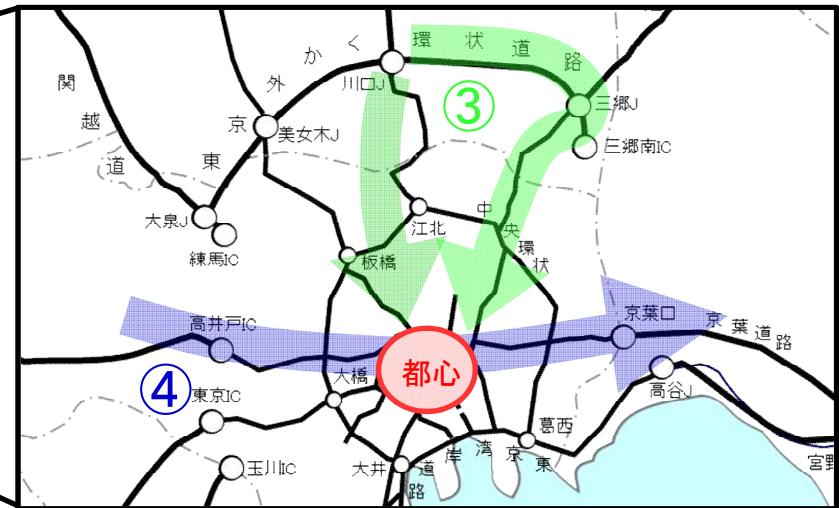 東京外かく環状道路
関越道
川口J
③
三郷J
三郷南IC
美女木J
大泉J
練馬IC
江北
中央環状
板橋
高井戸IC
京葉口
京葉道路
都心
大橋
④
東京IC
高谷J
葛西
玉川IC
大井
東京湾岸道路
宮野